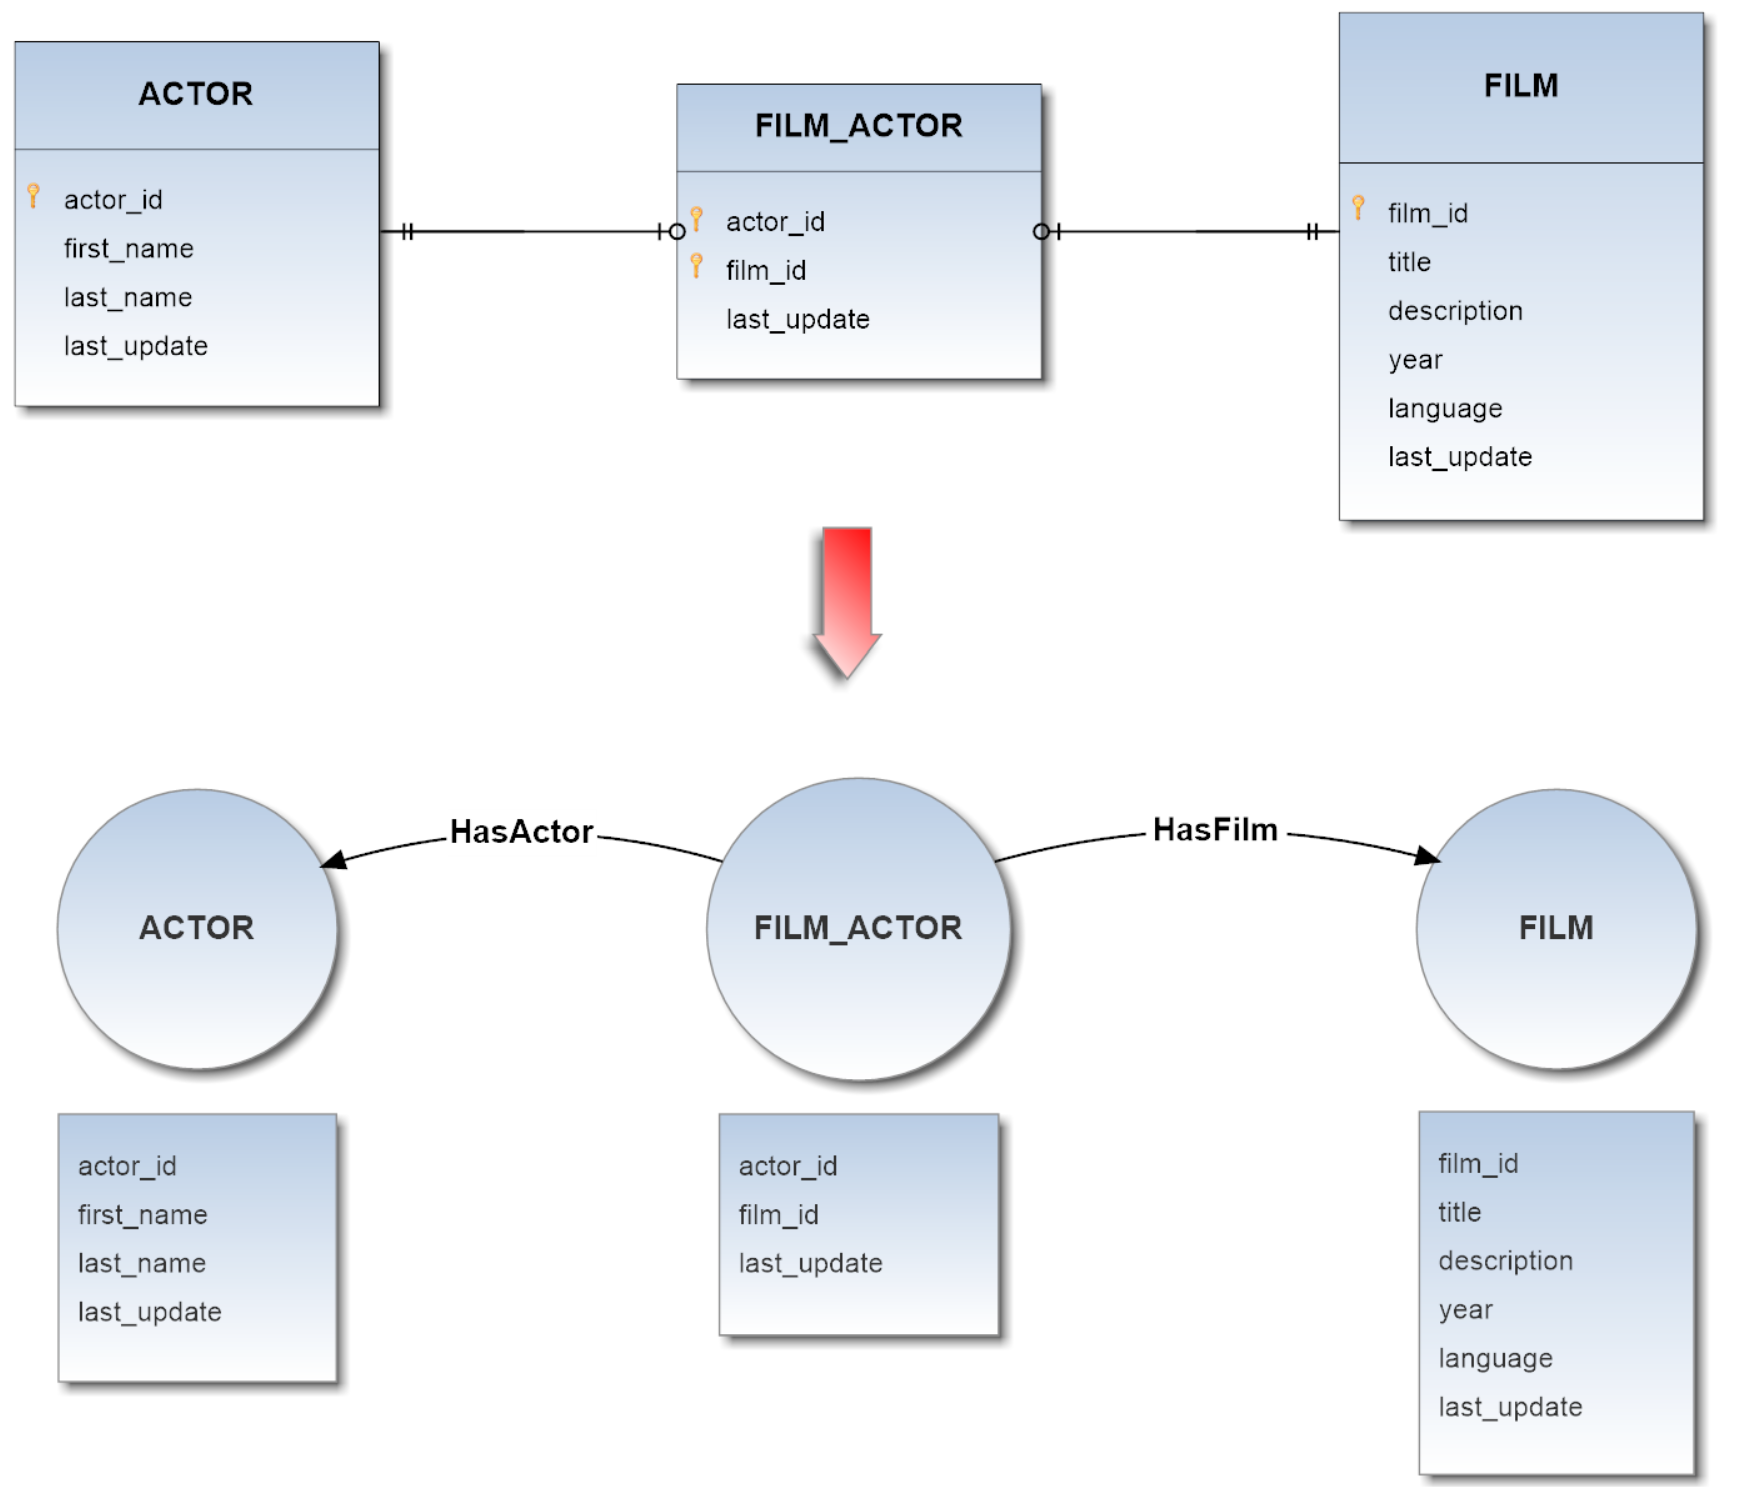 ACTOR
actor_id
first_name
last_name
last_update
FILM_ACTOR
actor_id
film_id
last_update
FILM
film_id
title
description
year
language
last_update
HasActor
HasFilm
ACTOR
FILM_ACTOR
FILM
actor_id
first_name
last_name
last_update
actor_id
film_id
last_update
film_id
title
description
year
language
last_update